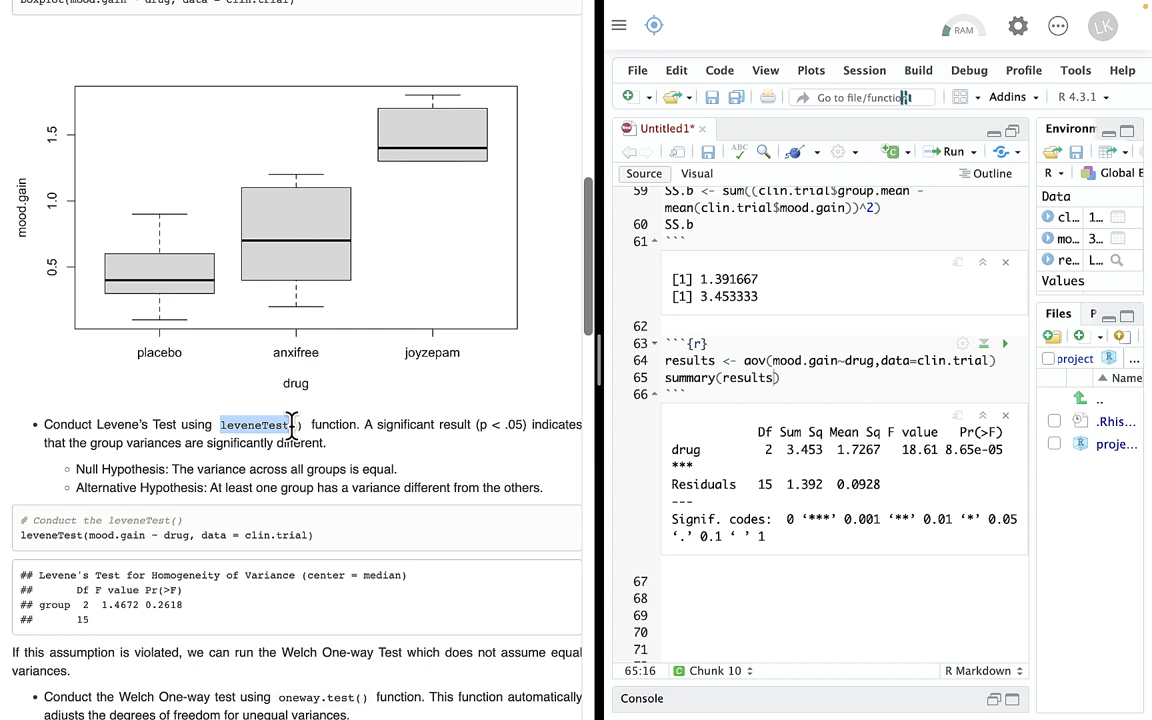 boxplot(mood.gain ~ drug, data = clin.trial)
mood.gain
1.5
1.0
0.5
placebo anxifree joyzepam
drug
• Conduct Levene's Test using leveneTest() function. A significant result (p < .05) indicates
that the group variances are significantly different.
◦ Null Hypothesis: The variance across all groups is equal.
◦ Alternative Hypothesis: At least one group has a variance different from the others.
# Conduct the leveneTest()
leveneTest(mood.gain ~ drug, data = clin.trial)
## Levene's Test for Homogeneity of Variance (center = median)
## Df F value Pr(>F)
## group 2 1.4672 0.2618
## 15
If this assumption is violated, we can run the Welch One-way Test which does not assume equal
variances.
• Conduct the Welch One-way test using oneway.test() function. This function automatically
adjusts the degrees of freedom for unequal variances.
RAM
LK
File Edit Code View Plots Session Build Debug Profile Tools Help
Go to file/function Addins R 4.3.1
Untitled1*
ABC
Run
Source Visual Outline
59 SS.b <- sum((clin.trial$group.mean -
mean(clin.trial$mood.gain))^2)
60 SS.b
61 ```
[1] 1.391667
[1] 3.453333
62
63 ```{r}
64 results <- aov(mood.gain~drug,data=clin.trial)
65 summary(results)
66 ```
Df Sum Sq Mean Sq F value Pr(>F)
drug 2 3.453 1.7267 18.61 8.65e-05
***
Residuals 15 1.392 0.0928
---
Signif. codes: 0 ‘***’ 0.001 ‘**’ 0.01 ‘*’ 0.05
‘.’ 0.1 ‘ ’ 1
67
68
69
70
71
65:16 Chunk 10 R Markdown
Console
Environm
R Global E
Data
cl... 1...
mo... 3...
re... L...
Values
Files P
project ...
Name
..
.Rhis...
proje...